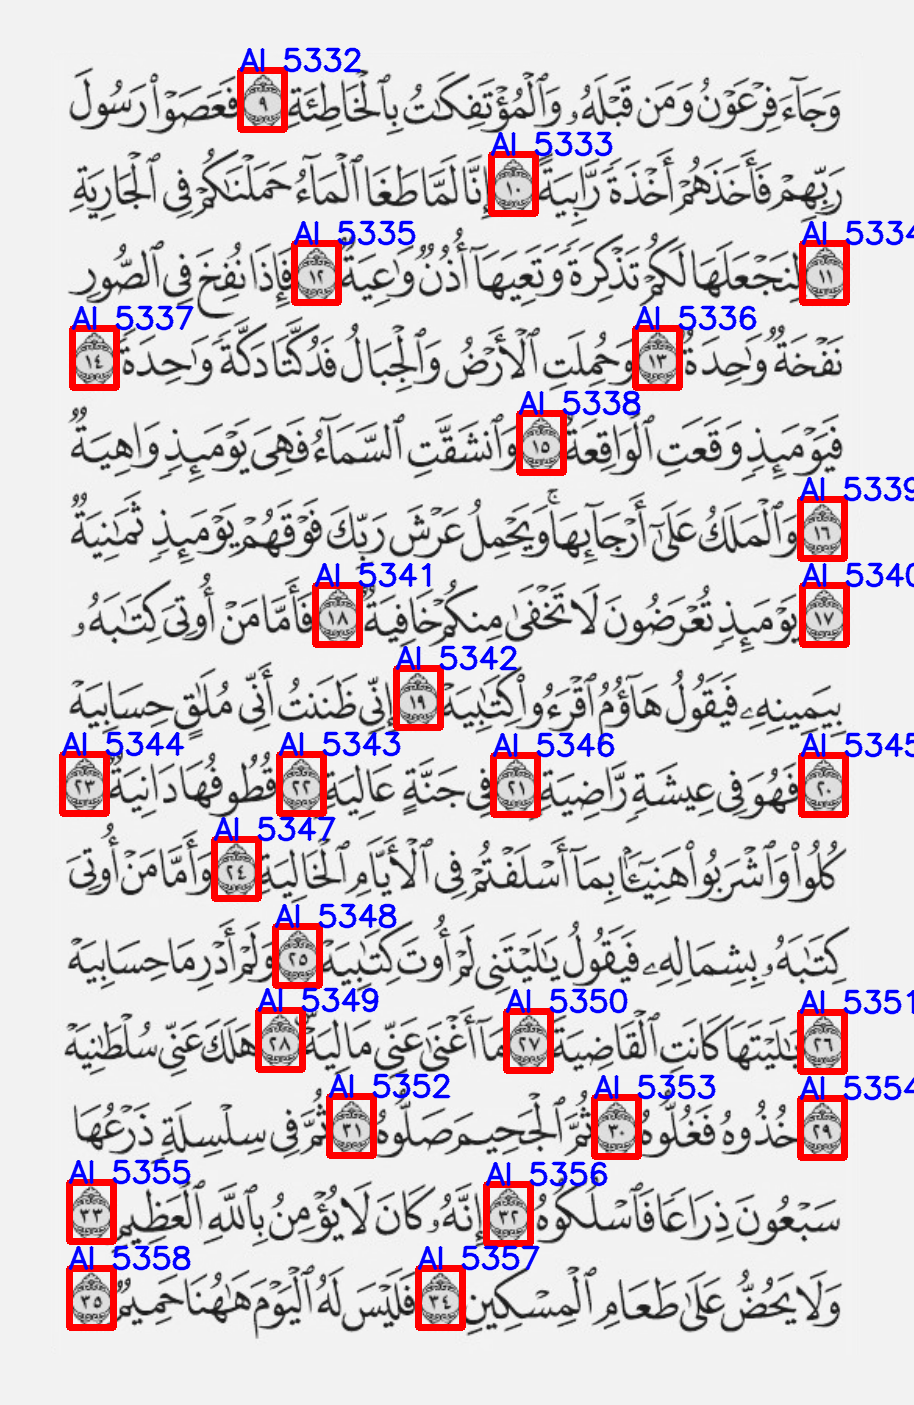 AI 5332
وَجَآءَ فِرْعَوْنُ وَمَن قَبْلَهُۥ وَٱلْمُؤْتَفِكَٰتُ بِٱلْخَاطِئَةِ ٩ فَعَصَوْا۟ رَسُولَ
AI 5333
رَبِّهِمْ فَأَخَذَهُمْ أَخْذَةً رَّابِيَةً ١٠ إِنَّا لَمَّا طَغَا ٱلْمَآءُ حَمَلْنَٰكُمْ فِى ٱلْجَارِيَةِ
AI 5335 AI 5334
١١ لِنَجْعَلَهَا لَكُمْ تَذْكِرَةً وَتَعِيَهَآ أُذُنٌ وَٰعِيَةٌ ١٢ فَإِذَا نُفِخَ فِى ٱلصُّورِ
AI 5337 AI 5336
نَفْخَةٌ وَٰحِدَةٌ ١٣ وَحُمِلَتِ ٱلْأَرْضُ وَٱلْجِبَالُ فَدُكَّتَا دَكَّةً وَٰحِدَةً ١٤
AI 5338
فَيَوْمَئِذٍ وَقَعَتِ ٱلْوَاقِعَةُ ١٥ وَٱنشَقَّتِ ٱلسَّمَآءُ فَهِىَ يَوْمَئِذٍ وَاهِيَةٌ
AI 5339
١٦ وَٱلْمَلَكُ عَلَىٰٓ أَرْجَآئِهَا ۚ وَيَحْمِلُ عَرْشَ رَبِّكَ فَوْقَهُمْ يَوْمَئِذٍ ثَمَٰنِيَةٌ
AI 5341 AI 5340
١٧ يَوْمَئِذٍ تُعْرَضُونَ لَا تَخْفَىٰ مِنكُمْ خَافِيَةٌ ١٨ فَأَمَّا مَنْ أُوتِىَ كِتَٰبَهُۥ
AI 5342
بِيَمِينِهِۦ فَيَقُولُ هَآؤُمُ ٱقْرَءُوا۟ كِتَٰبِيَهْ ١٩ إِنِّى ظَنَنتُ أَنِّى مُلَٰقٍ حِسَابِيَهْ
AI 5344 AI 5343 AI 5346 AI 5345
٢٠ فَهُوَ فِى عِيشَةٍ رَّاضِيَةٍ ٢١ فِى جَنَّةٍ عَالِيَةٍ ٢٢ قُطُوفُهَا دَانِيَةٌ ٢٣
AI 5347
كُلُوا۟ وَٱشْرَبُوا۟ هَنِيٓـًٔۢا بِمَآ أَسْلَفْتُمْ فِى ٱلْأَيَّامِ ٱلْخَالِيَةِ ٢٤ وَأَمَّا مَنْ أُوتِىَ
AI 5348
كِتَٰبَهُۥ بِشِمَالِهِۦ فَيَقُولُ يَٰلَيْتَنِى لَمْ أُوتَ كِتَٰبِيَهْ ٢٥ وَلَمْ أَدْرِ مَا حِسَابِيَهْ
AI 5349 AI 5350 AI 5351
٢٦ يَٰلَيْتَهَا كَانَتِ ٱلْقَاضِيَةَ ٢٧ مَآ أَغْنَىٰ عَنِّى مَالِيَهْ ۜ ٢٨ هَلَكَ عَنِّى سُلْطَٰنِيَهْ
AI 5352 AI 5353 AI 5354
٢٩ خُذُوهُ فَغُلُّوهُ ٣٠ ثُمَّ ٱلْجَحِيمَ صَلُّوهُ ٣١ ثُمَّ فِى سِلْسِلَةٍ ذَرْعُهَا
AI 5355 AI 5356
سَبْعُونَ ذِرَاعًا فَٱسْلُكُوهُ ٣٢ إِنَّهُۥ كَانَ لَا يُؤْمِنُ بِٱللَّهِ ٱلْعَظِيمِ ٣٣
AI 5358 AI 5357
وَلَا يَحُضُّ عَلَىٰ طَعَامِ ٱلْمِسْكِينِ ٣٤ فَلَيْسَ لَهُ ٱلْيَوْمَ هَٰهُنَا حَمِيمٌ ٣٥